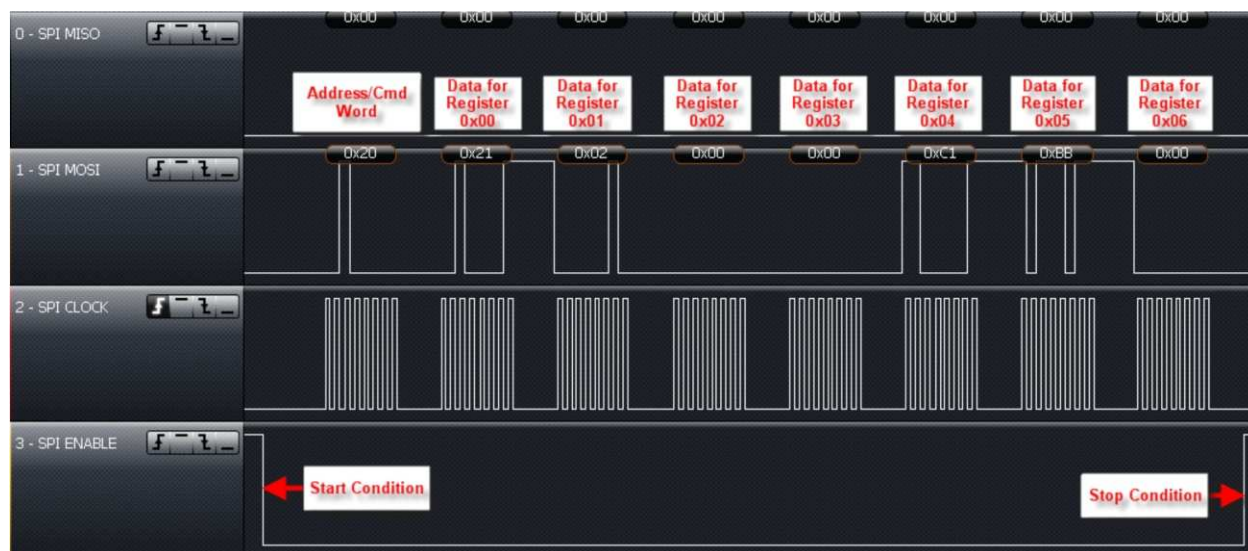 0x00 0x00 0x00 0x00 0x00 0x00 0x00 0x00
0 - SPI MISO
Address/Cmd
Word
Data for
Register
0x00
Data for
Register
0x01
Data for
Register
0x02
Data for
Register
0x03
Data for
Register
0x04
Data for
Register
0x05
Data for
Register
0x06
0x20 0x21 0x02 0x00 0x00 0xC1 0xBB 0x00
1 - SPI MOSI
2 - SPI CLOCK
3 - SPI ENABLE
Start Condition
Stop Condition